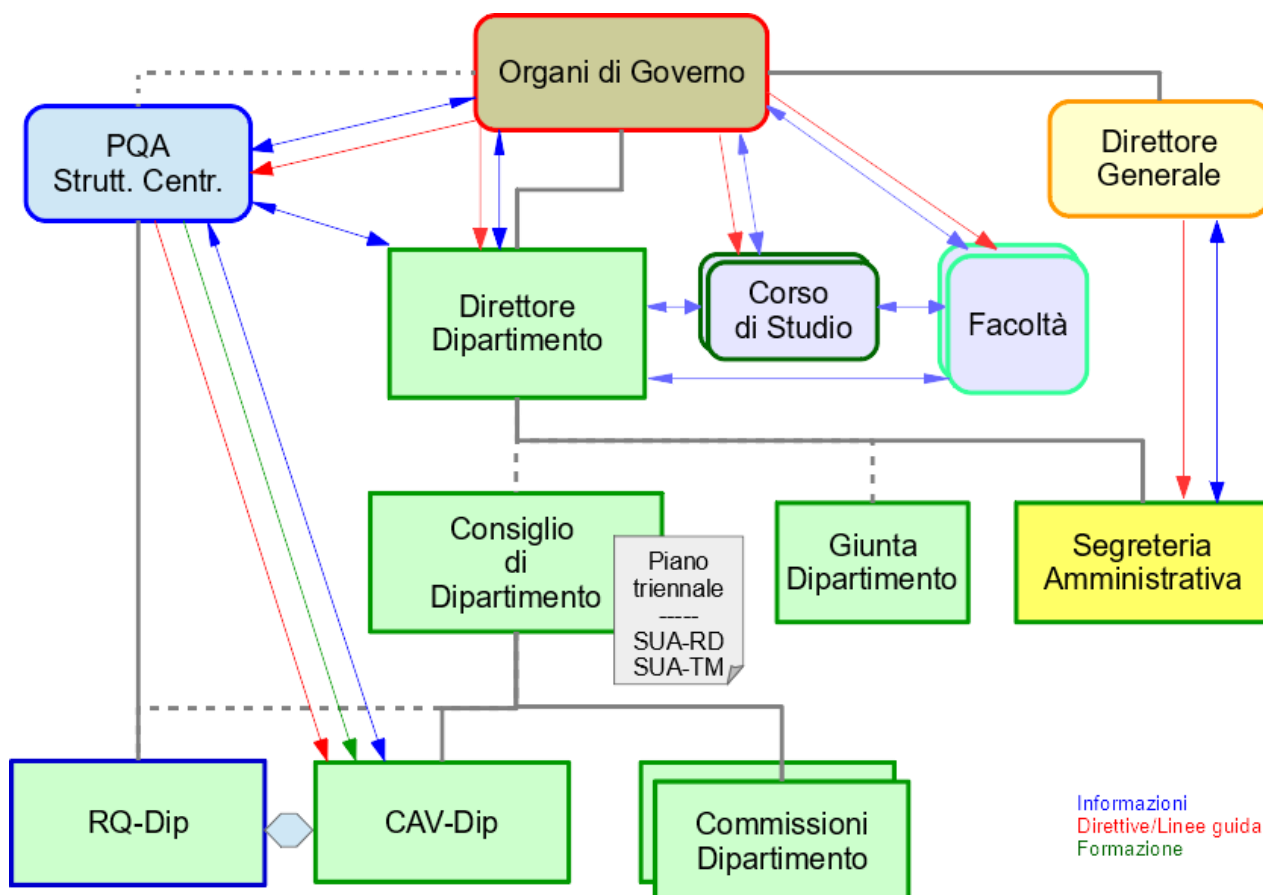 Organi di Governo
PQA
Strutt. Centr.
Direttore
Generale
Direttore
Dipartimento
Corso
di Studio
Facoltà
Consiglio
di
Dipartimento
Piano
triennale
-----
SUA-RD
SUA-TM
Giunta
Dipartimento
Segreteria
Amministrativa
RQ-Dip
CAV-Dip
Commissioni
Dipartimento
Informazioni
Direttive/Linee guida
Formazione